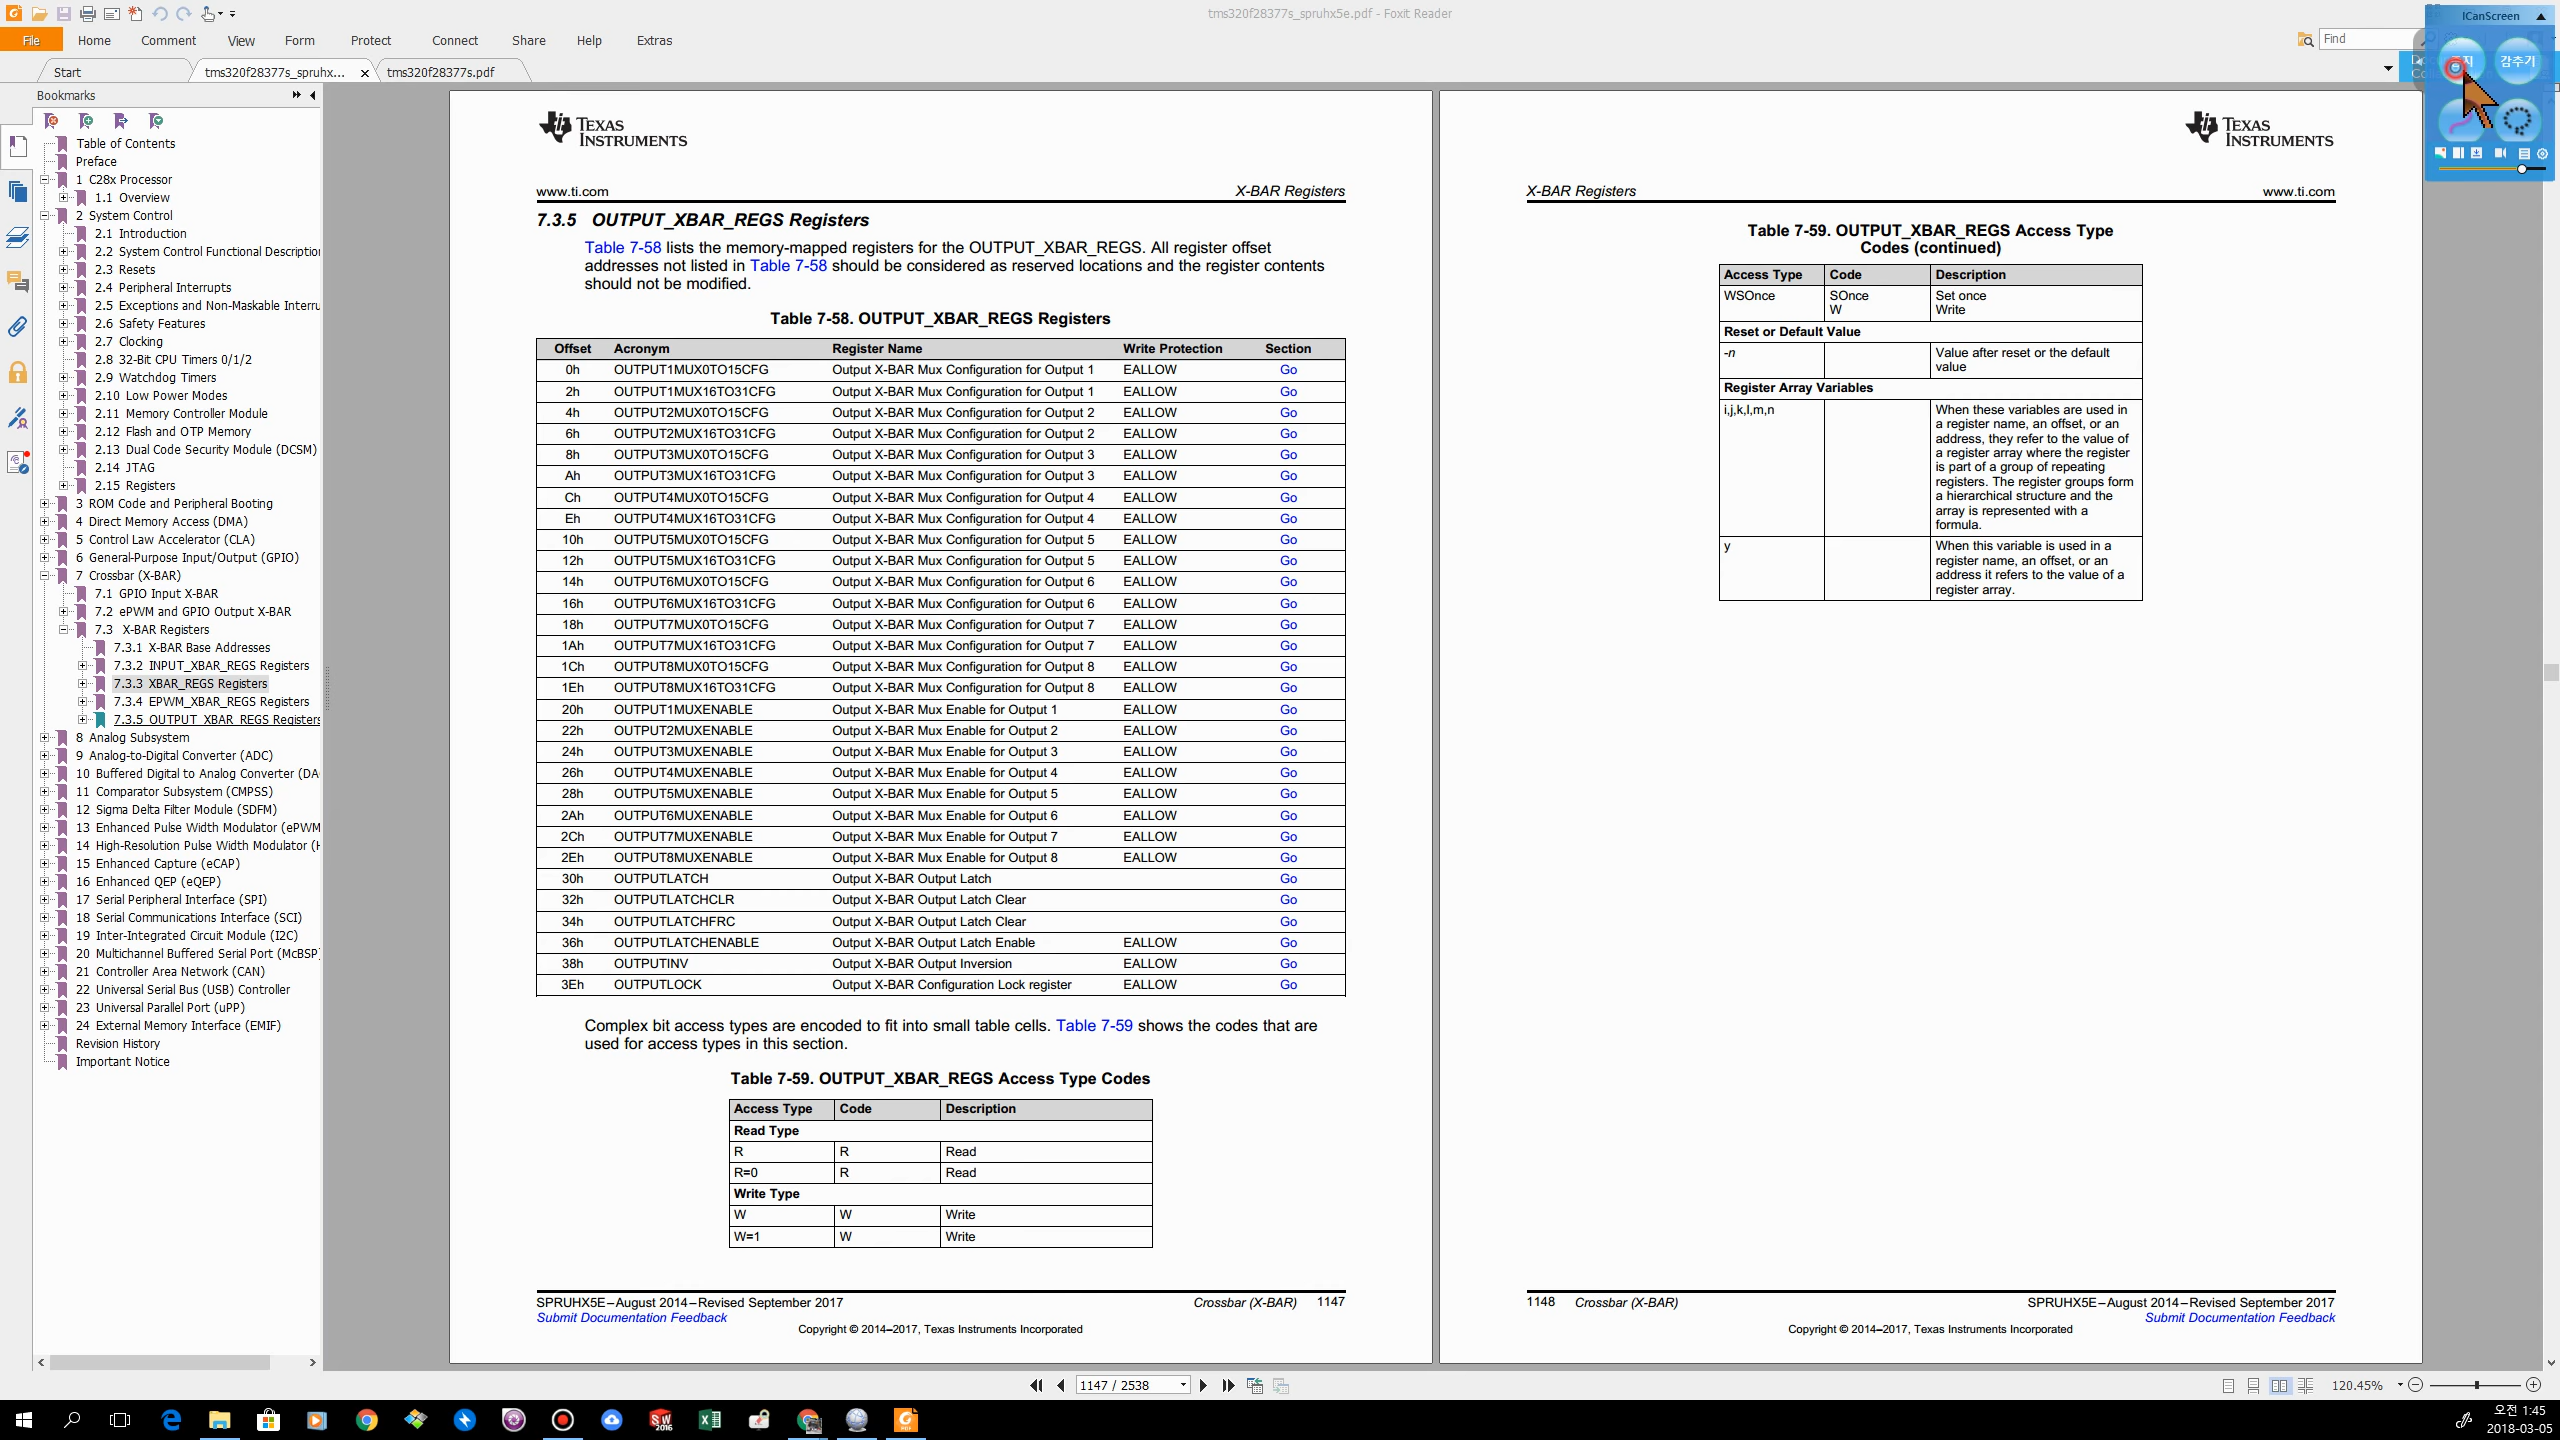 tms320f28377s_spruhx5e.pdf - Foxit Reader
ICanScreen
File
Home
Comment
View
Form
Protect
Connect
Share
Help
Extras
Find
감추기
Start
tms320f28377s_spruhx...
tms320f28377s.pdf
Bookmarks
Table of Contents
Preface
1 C28x Processor
1.1 Overview
2 System Control
2.1 Introduction
2.2 System Control Functional Description
2.3 Resets
2.4 Peripheral Interrupts
2.5 Exceptions and Non-Maskable Interru
2.6 Safety Features
2.7 Clocking
2.8 32-Bit CPU Timers 0/1/2
2.9 Watchdog Timers
2.10 Low Power Modes
2.11 Memory Controller Module
2.12 Flash and OTP Memory
2.13 Dual Code Security Module (DCSM)
2.14 JTAG
2.15 Registers
3 ROM Code and Peripheral Booting
4 Direct Memory Access (DMA)
5 Control Law Accelerator (CLA)
6 General-Purpose Input/Output (GPIO)
7 Crossbar (X-BAR)
7.1 GPIO Input X-BAR
7.2 ePWM and GPIO Output X-BAR
7.3 X-BAR Registers
7.3.1 X-BAR Base Addresses
7.3.2 INPUT_XBAR_REGS Registers
7.3.3 XBAR_REGS Registers
7.3.4 EPWM_XBAR_REGS Registers
7.3.5 OUTPUT_XBAR_REGS Registers
8 Analog Subsystem
9 Analog-to-Digital Converter (ADC)
10 Buffered Digital to Analog Converter (DA
11 Comparator Subsystem (CMPSS)
12 Sigma Delta Filter Module (SDFM)
13 Enhanced Pulse Width Modulator (ePWM
14 High-Resolution Pulse Width Modulator (H
15 Enhanced Capture (eCAP)
16 Enhanced QEP (eQEP)
17 Serial Peripheral Interface (SPI)
18 Serial Communications Interface (SCI)
19 Inter-Integrated Circuit Module (I2C)
20 Multichannel Buffered Serial Port (McBSP)
21 Controller Area Network (CAN)
22 Universal Serial Bus (USB) Controller
23 Universal Parallel Port (uPP)
24 External Memory Interface (EMIF)
Revision History
Important Notice
TEXAS INSTRUMENTS
www.ti.com X-BAR Registers
7.3.5 OUTPUT_XBAR_REGS Registers
Table 7-58 lists the memory-mapped registers for the OUTPUT_XBAR_REGS. All register offset
addresses not listed in Table 7-58 should be considered as reserved locations and the register contents
should not be modified.
Table 7-58. OUTPUT_XBAR_REGS Registers
Offset Acronym Register Name Write Protection Section
0h OUTPUT1MUX0TO15CFG Output X-BAR Mux Configuration for Output 1 EALLOW Go
2h OUTPUT1MUX16TO31CFG Output X-BAR Mux Configuration for Output 1 EALLOW Go
4h OUTPUT2MUX0TO15CFG Output X-BAR Mux Configuration for Output 2 EALLOW Go
6h OUTPUT2MUX16TO31CFG Output X-BAR Mux Configuration for Output 2 EALLOW Go
8h OUTPUT3MUX0TO15CFG Output X-BAR Mux Configuration for Output 3 EALLOW Go
Ah OUTPUT3MUX16TO31CFG Output X-BAR Mux Configuration for Output 3 EALLOW Go
Ch OUTPUT4MUX0TO15CFG Output X-BAR Mux Configuration for Output 4 EALLOW Go
Eh OUTPUT4MUX16TO31CFG Output X-BAR Mux Configuration for Output 4 EALLOW Go
10h OUTPUT5MUX0TO15CFG Output X-BAR Mux Configuration for Output 5 EALLOW Go
12h OUTPUT5MUX16TO31CFG Output X-BAR Mux Configuration for Output 5 EALLOW Go
14h OUTPUT6MUX0TO15CFG Output X-BAR Mux Configuration for Output 6 EALLOW Go
16h OUTPUT6MUX16TO31CFG Output X-BAR Mux Configuration for Output 6 EALLOW Go
18h OUTPUT7MUX0TO15CFG Output X-BAR Mux Configuration for Output 7 EALLOW Go
1Ah OUTPUT7MUX16TO31CFG Output X-BAR Mux Configuration for Output 7 EALLOW Go
1Ch OUTPUT8MUX0TO15CFG Output X-BAR Mux Configuration for Output 8 EALLOW Go
1Eh OUTPUT8MUX16TO31CFG Output X-BAR Mux Configuration for Output 8 EALLOW Go
20h OUTPUT1MUXENABLE Output X-BAR Mux Enable for Output 1 EALLOW Go
22h OUTPUT2MUXENABLE Output X-BAR Mux Enable for Output 2 EALLOW Go
24h OUTPUT3MUXENABLE Output X-BAR Mux Enable for Output 3 EALLOW Go
26h OUTPUT4MUXENABLE Output X-BAR Mux Enable for Output 4 EALLOW Go
28h OUTPUT5MUXENABLE Output X-BAR Mux Enable for Output 5 EALLOW Go
2Ah OUTPUT6MUXENABLE Output X-BAR Mux Enable for Output 6 EALLOW Go
2Ch OUTPUT7MUXENABLE Output X-BAR Mux Enable for Output 7 EALLOW Go
2Eh OUTPUT8MUXENABLE Output X-BAR Mux Enable for Output 8 EALLOW Go
30h OUTPUTLATCH Output X-BAR Output Latch Go
32h OUTPUTLATCHCLR Output X-BAR Output Latch Clear Go
34h OUTPUTLATCHFRC Output X-BAR Output Latch Clear Go
36h OUTPUTLATCHENABLE Output X-BAR Output Latch Enable EALLOW Go
38h OUTPUTINV Output X-BAR Output Inversion EALLOW Go
3Eh OUTPUTLOCK Output X-BAR Configuration Lock register EALLOW Go
Complex bit access types are encoded to fit into small table cells. Table 7-59 shows the codes that are
used for access types in this section.
Table 7-59. OUTPUT_XBAR_REGS Access Type Codes
Access Type Code Description
Read Type
R R Read
R=0 R Read
Write Type
W W Write
W=1 W Write
SPRUHX5E–August 2014–Revised September 2017 Crossbar (X-BAR) 1147
Submit Documentation Feedback
Copyright © 2014–2017, Texas Instruments Incorporated
TEXAS INSTRUMENTS
X-BAR Registers www.ti.com
Table 7-59. OUTPUT_XBAR_REGS Access Type
Codes (continued)
Access Type Code Description
WSOnce SOnce Set once
W Write
Reset or Default Value
-n Value after reset or the default
value
Register Array Variables
i,j,k,l,m,n When these variables are used in
a register name, an offset, or an
address, they refer to the value of
a register array where the register
is part of a group of repeating
registers. The register groups form
a hierarchical structure and the
array is represented with a
formula.
y When this variable is used in a
register name, an offset, or an
address it refers to the value of a
register array.
1148 Crossbar (X-BAR) SPRUHX5E–August 2014–Revised September 2017
Submit Documentation Feedback
Copyright © 2014–2017, Texas Instruments Incorporated
1147 / 2538
120.45%
SW 2016
오전 1:45
2018-03-05